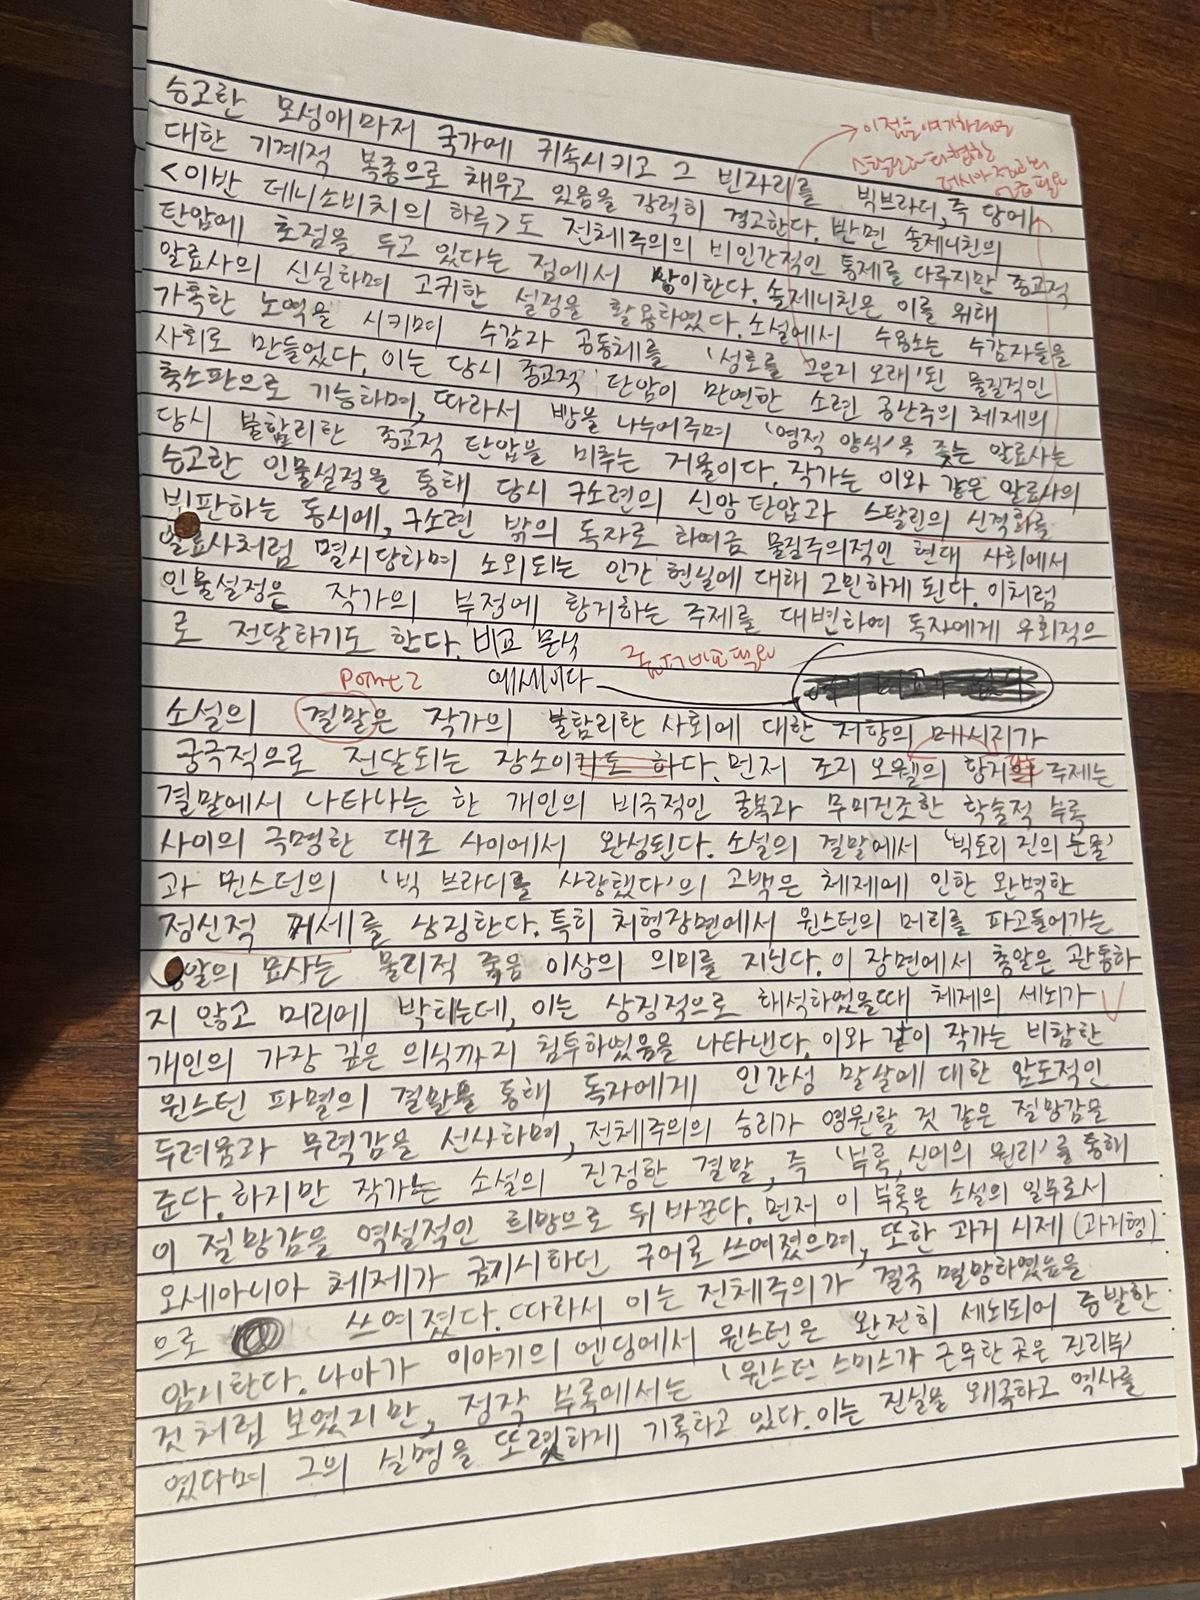 숭고한 모성애마저 국가에 귀속시키고 그 빈자리를 빅브라더, 즉 당에
대한 기계적 복종으로 채우고 있음을 강력히 경고한다. 반면 솔제니친의
<이반 데니소비치의 하루>도 전체주의의 비인간적인 통제를 다루지만 종교적
탄압에 초점을 두고 있다는 점에서 상이한다. 솔제니친은 이를 위해
알료샤의 신실하며 고귀한 설정을 활용하였다. 소설에서 수용소는 수감자들을
가혹한 노역을 시키며 수감자 공동체를 '성호를 그은지 오래'된 물질적인
사회로 만들었다. 이는 당시 종교적 탄압이 만연한 소련 공산주의 체제의
축소판으로 기능하며, 따라서 빵을 나누어주며 '영적 양식'을 좇는 알료샤는
당시 불합리한 종교적 탄압을 비추는 거울이다. 작가는 이와 같은 알료샤의
숭고한 인물설정을 통해 당시 구소련의 신앙 탄압과 스탈린의 신격화를
비판하는 동시에, 구소련 밖의 독자로 하여금 물질주의적인 현대 사회에서
알료샤처럼 멸시당하며 소외되는 인간 현실에 대해 고민하게 된다. 이처럼
인물설정은 작가의 부정에 항거하는 주제를 대변하여 독자에게 우회적으
로 전달하기도 한다. 비교 분석
에세이다
point 2
소설의 결말은 작가의 불합리한 사회에 대한 저항의 메시지가
궁극적으로 전달되는 장소이기도 하다. 먼저 조지 오웰의 항거의 주제는
결말에서 나타나는 한 개인의 비극적인 굴복과 무미건조한 학술적 부록
사이의 극명한 대조 사이에서 완성된다. 소설의 결말에서 '빅토리 진의 눈물'
과 윈스턴의 '빅 브라더를 사랑했다'의 고백은 체제에 인한 완벽한
정신적 거세를 상징한다. 특히 처형장면에서 윈스턴의 머리를 파고들어가는
총알의 묘사는 물리적 죽음 이상의 의미를 지닌다. 이 장면에서 총알은 관통하
지 않고 머리에 박히는데, 이는 상징적으로 해석하였을때 체제의 세뇌가
개인의 가장 깊은 의식까지 침투하였음을 나타낸다. 이와 같이 작가는 비참한
윈스턴 파멸의 결말을 통해 독자에게 인간성 말살에 대한 압도적인
두려움과 무력감을 선사하며, 전체주의의 승리가 영원할 것 같은 절망감을
준다. 하지만 작가는 소설의 진정한 결말, 즉 '부록, 신어의 원리'를 통해
이 절망감을 역설적인 희망으로 뒤바꾼다. 먼저 이 부록은 소설의 일부로서
오세아니아 체제가 금지시하던 구어로 쓰여졌으며, 또한 과거 시제(과거형)
으로 쓰여졌다. 따라서 이는 전체주의가 결국 멸망하였음을
암시한다. 나아가 이야기의 엔딩에서 윈스턴은 완전히 세뇌되어 증발한
것처럼 보였지만, 정작 부록에서는 '윈스턴 스미스가 근무한 곳은 진리부'
였다며 그의 실명을 또렷하게 기록하고 있다. 이는 진실을 왜곡하고 역사를